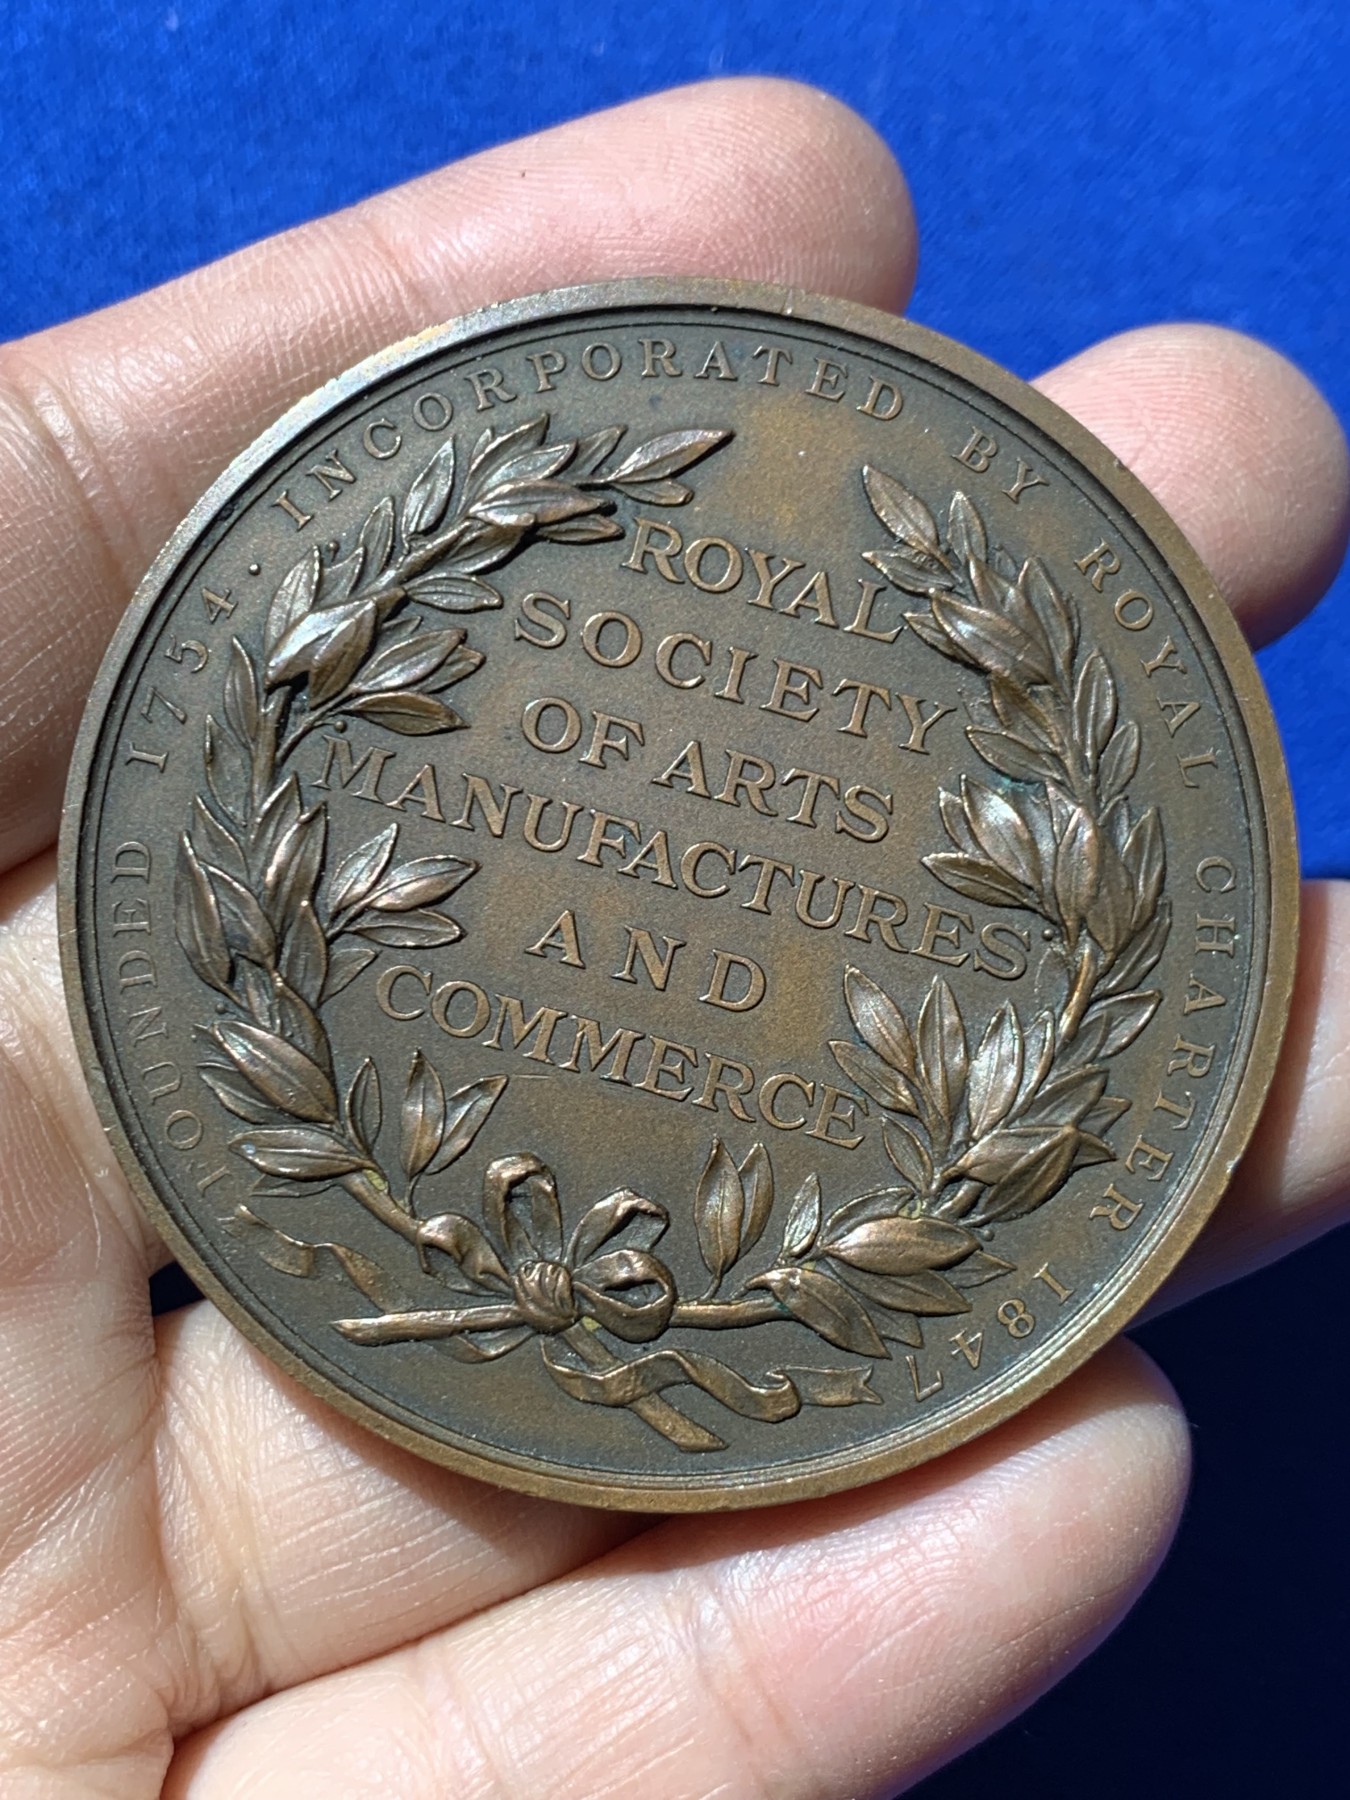 FOUNDED 1754. INCORPORATED BY ROYAL CHARTER 1847
ROYAL
SOCIETY
OF ARTS
MANUFACTURES
AND
COMMERCE